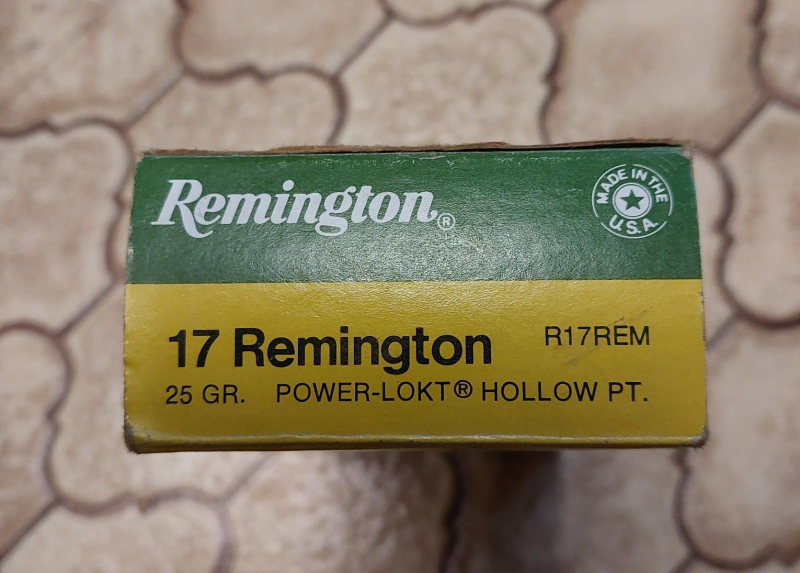 Remington®
MADE IN THE
U.S.A.
17 Remington
R17REM
25 GR. POWER-LOKT® HOLLOW PT.